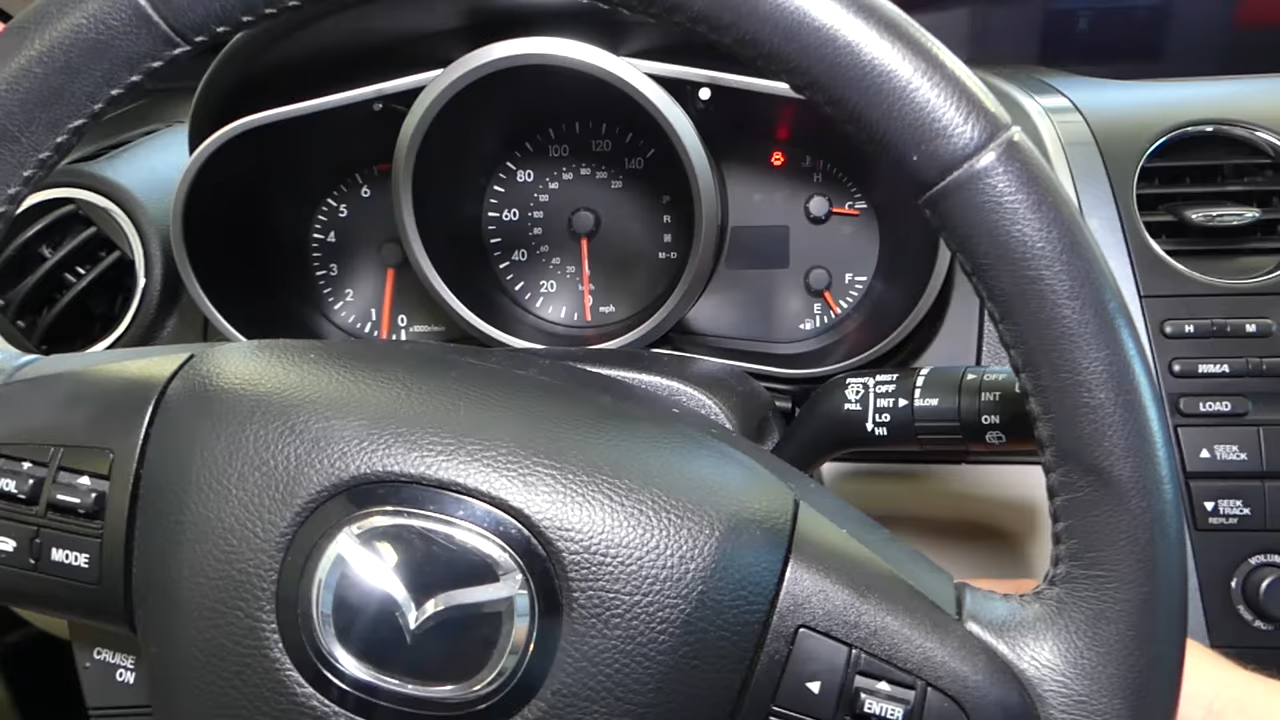 100
120
80
140
60
40
20
0
mph
km/h
140
160
180
200
220
120
100
80
60
40
20
6
5
4
3
2
1
0
x1000r/min
P
R
N
M-D
H
C
F
E
FRONT
PULL
MIST
OFF
INT
LO
HI
SLOW
OFF
INT
ON
H
M
WMA
LOAD
SEEK
TRACK
SEEK
TRACK
REPLAY
VOL
MODE
CRUISE
ON
ENTER